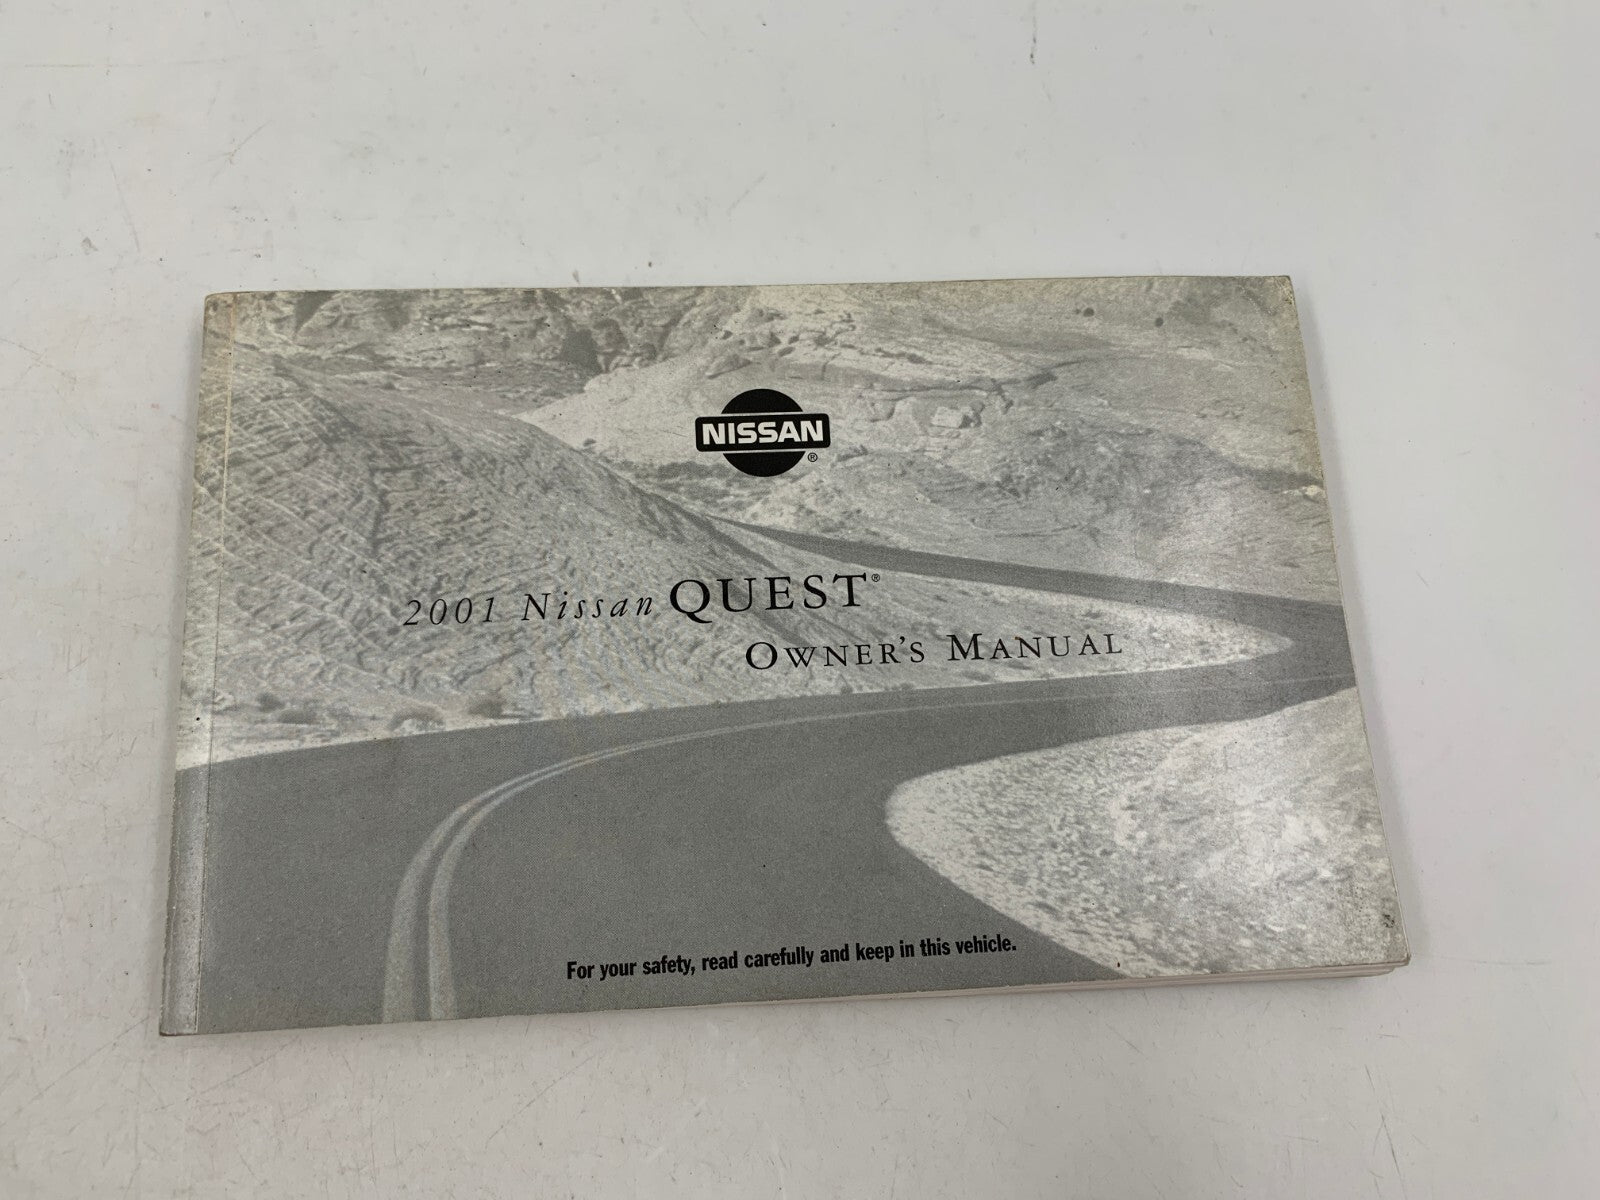 NISSAN
®
2001 Nissan QUEST®
OWNER'S MANUAL
For your safety, read carefully and keep in this vehicle.